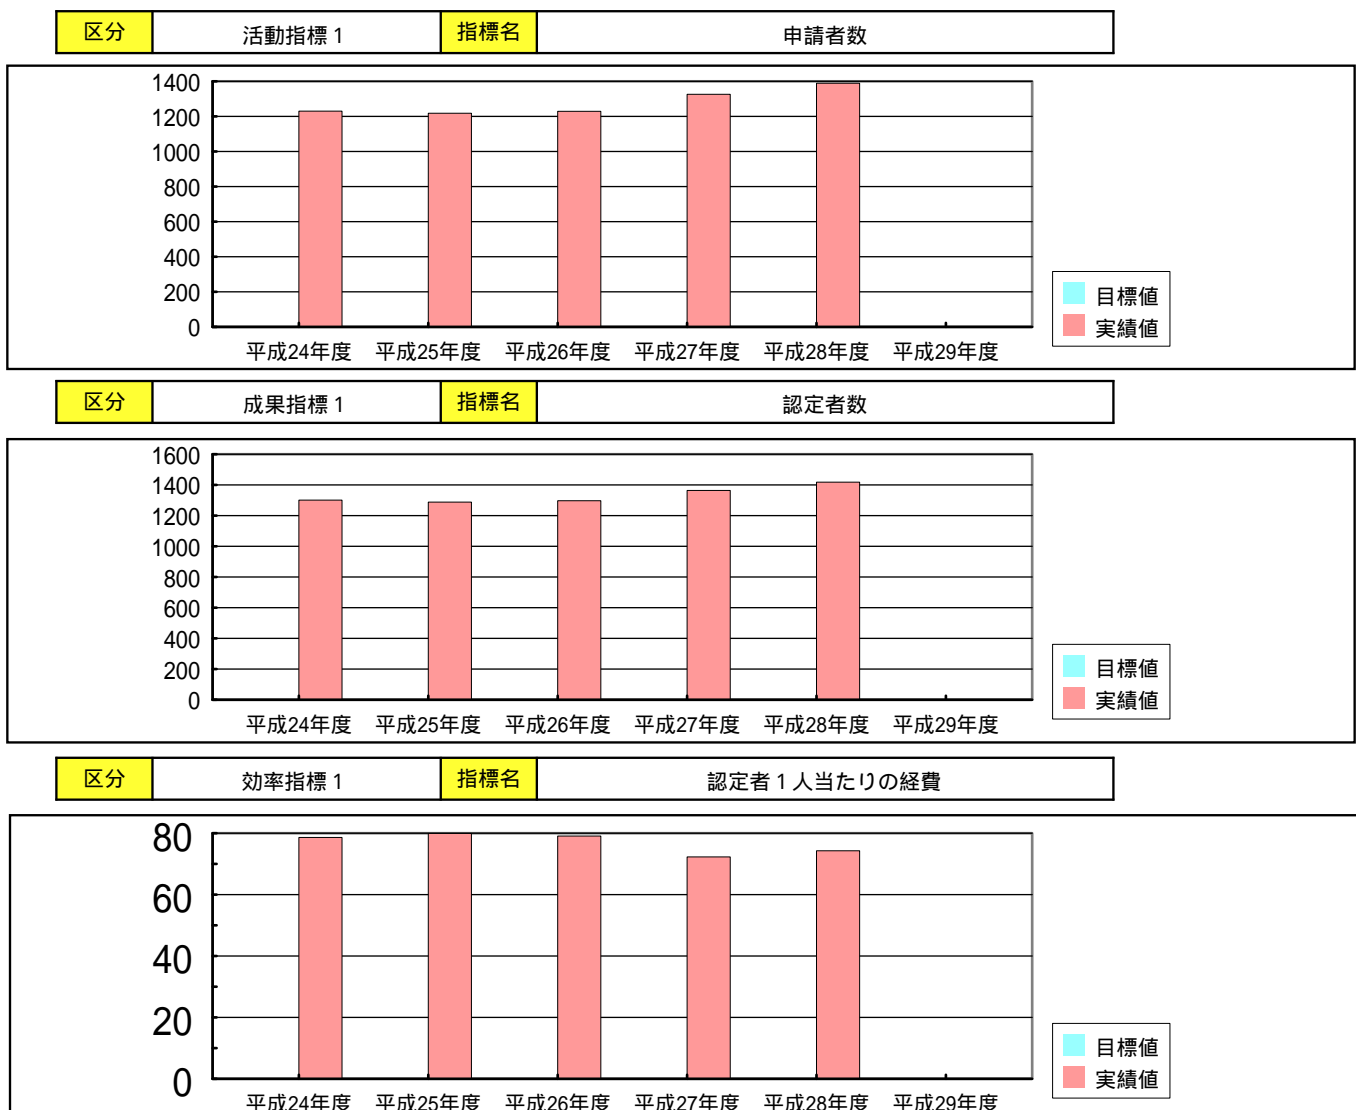 区分 活動指標１ 指標名 申請者数
1400
1200
1000
800
600
400
200
0
平成24年度 平成25年度 平成26年度 平成27年度 平成28年度 平成29年度
目標値
実績値
区分 成果指標１ 指標名 認定者数
1600
1400
1200
1000
800
600
400
200
0
平成24年度 平成25年度 平成26年度 平成27年度 平成28年度 平成29年度
目標値
実績値
区分 効率指標１ 指標名 認定者１人当たりの経費
80
60
40
20
0
平成24年度 平成25年度 平成26年度 平成27年度 平成28年度 平成29年度
目標値
実績値